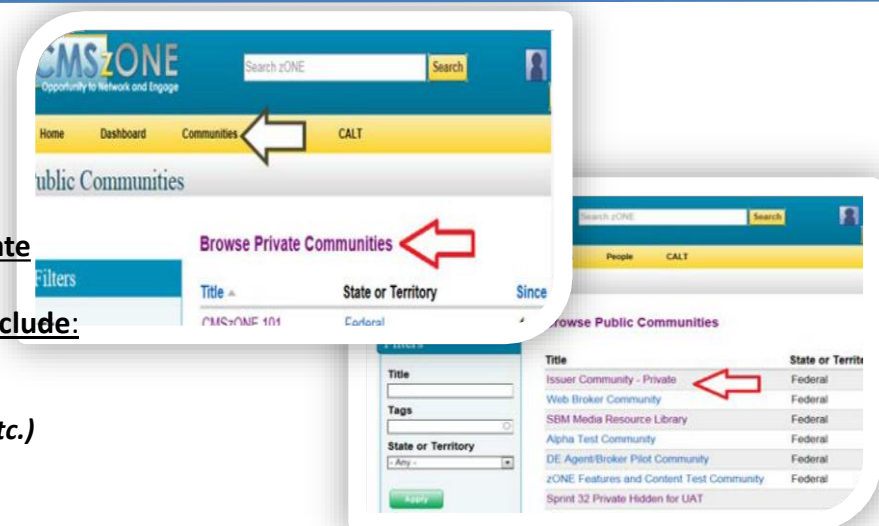 CMSzONE
Opportunity to Network and Engage
Search zONE
Search
Home Dashboard Communities CALT
ublic Communities
Browse Private Communities
Filters
Title State or Territory Since
CMSzONE 101 Federal
ate
clude:
tc.)
Search zONE
Search
People CALT
rowse Public Communities
Filters
Title
Tags
State or Territory
- Any -
Apply
Title State or Territo
Issuer Community - Private Federal
Web Broker Community Federal
SBM Media Resource Library Federal
Alpha Test Community Federal
DE Agent/Broker Pilot Community Federal
zONE Features and Content Test Community Federal
Sprint 32 Private Hidden for UAT